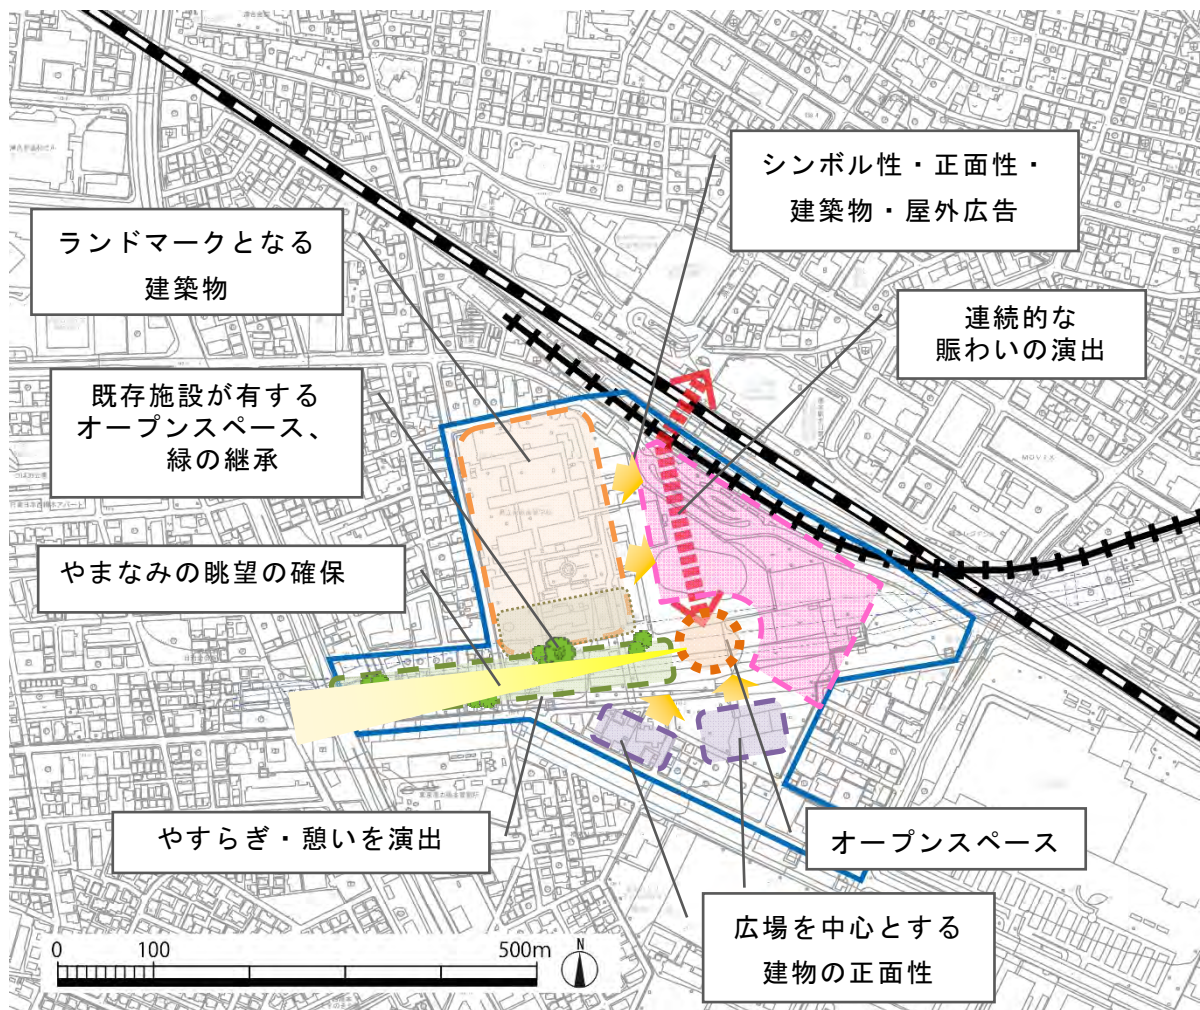 シンボル性・正面性・
建築物・屋外広告
ランドマークとなる
建築物
連続的な
賑わいの演出
既存施設が有する
オープンスペース、
緑の継承
MOVIX
やまなみの眺望の確保
やすらぎ・憩いを演出
オープンスペース
広場を中心とする
建物の正面性
0 100 500m
N